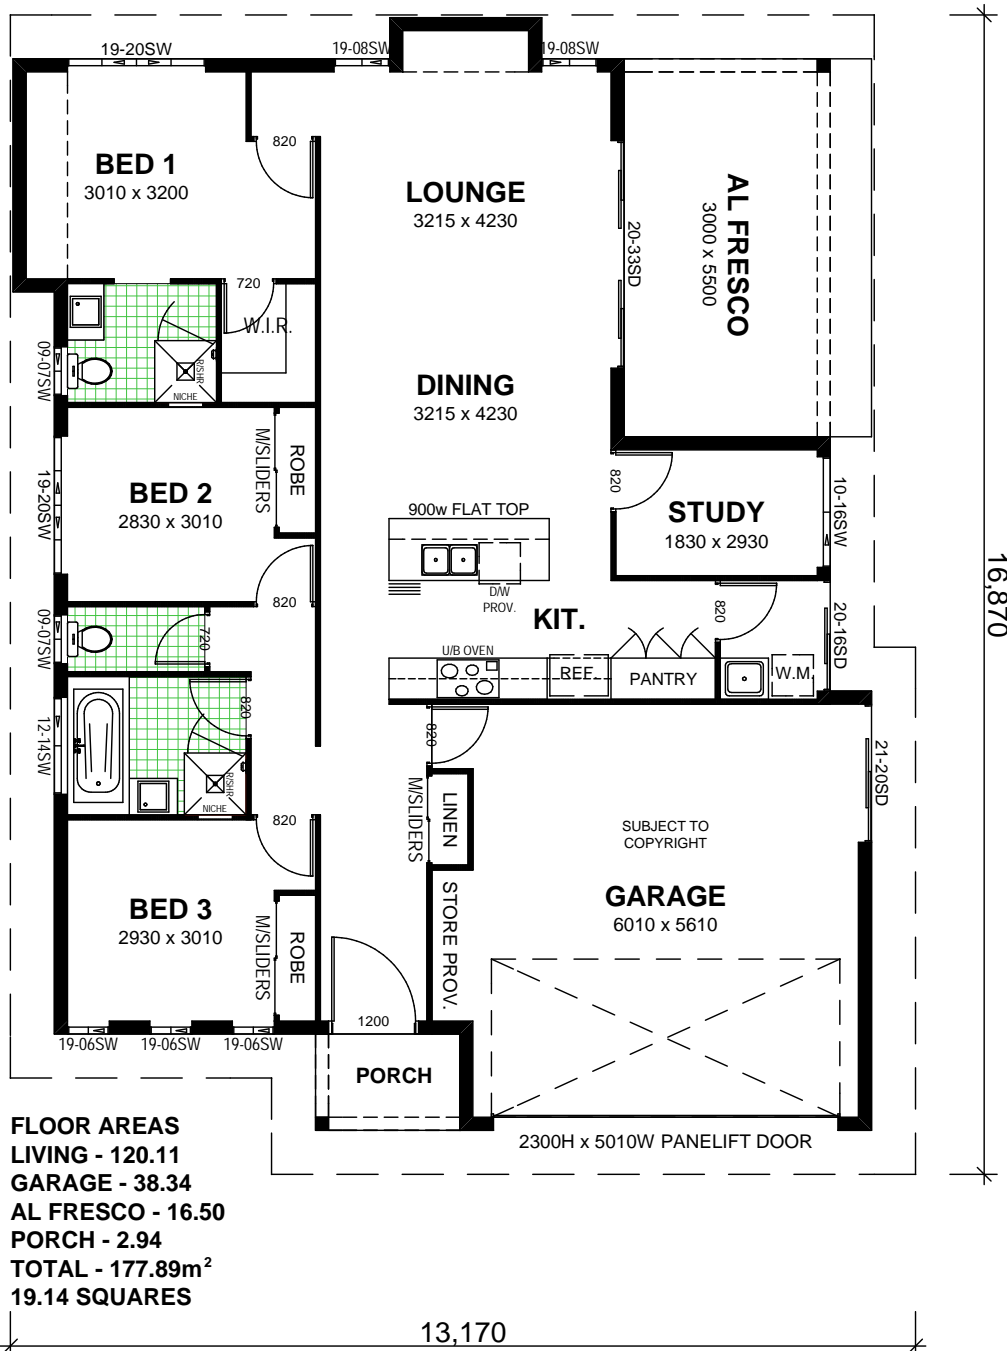 19-20SW
19-08SW
19-08SW
BED 1
3010 x 3200
820
LOUNGE
3215 x 4230
AL FRESCO
3000 x 5500
20-33SD
720
W.I.R.
R/SHR
NICHE
09-07SW
DINING
3215 x 4230
BED 2
2830 x 3010
M/SLIDERS
ROBE
19-20SW
820
900w FLAT TOP
D/W
PROV.
820
STUDY
1830 x 2930
10-16SW
KIT.
820
20-16SD
09-07SW
720
U/B OVEN
REF.
PANTRY
W.M.
12-14SW
820
R/SHR
NICHE
820
820
M/SLIDERS
LINEN
21-20SD
SUBJECT TO
COPYRIGHT
GARAGE
6010 x 5610
BED 3
2930 x 3010
M/SLIDERS
ROBE
STORE PROV.
1200
19-06SW
19-06SW
19-06SW
PORCH
2300H x 5010W PANELIFT DOOR
16,870
FLOOR AREAS
LIVING - 120.11
GARAGE - 38.34
AL FRESCO - 16.50
PORCH - 2.94
TOTAL - 177.89m²
19.14 SQUARES
13,170